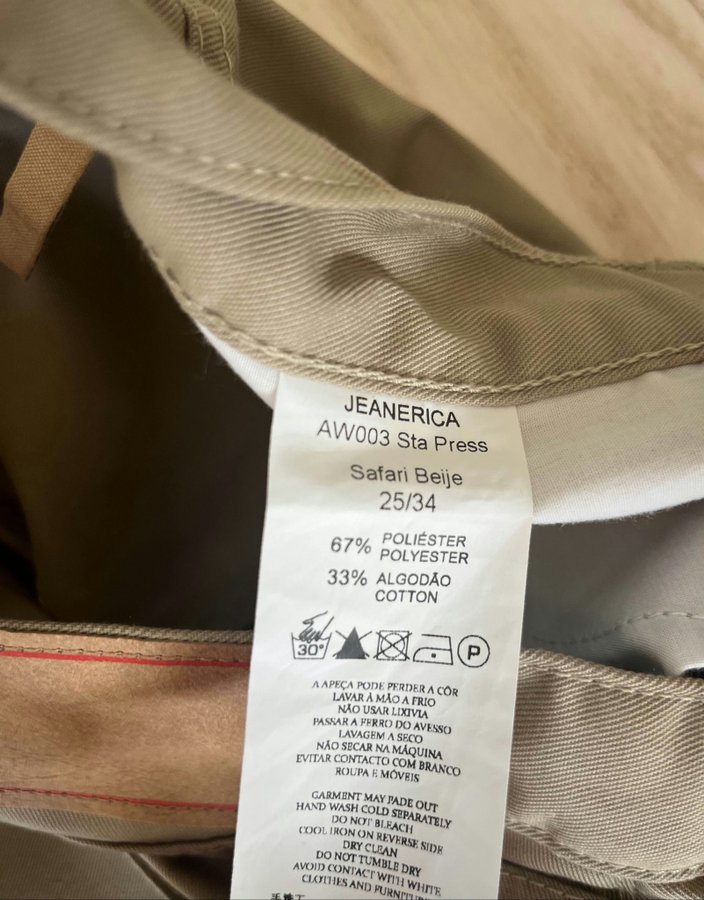 JEANERICA
AW003 Sta Press
Safari Beije
25/34
67% POLIÉSTER
POLYESTER
33% ALGODÃO
COTTON
30° P
A APEÇA PODE PERDER A CÔR
LAVAR À MÃO A FRIO
NÃO USAR LIXIVIA
PASSAR A FERRO DO AVESSO
LAVAGEM A SECO
NÃO SECAR NA MÁQUINA
EVITAR CONTACTO COM BRANCO
ROUPA E MÓVEIS
GARMENT MAY FADE OUT
HAND WASH COLD SEPARATELY
DO NOT BLEACH
COOL IRON ON REVERSE SIDE
DRY CLEAN
DO NOT TUMBLE DRY
AVOID CONTACT WITH WHITE
CLOTHES AND FURNITURE